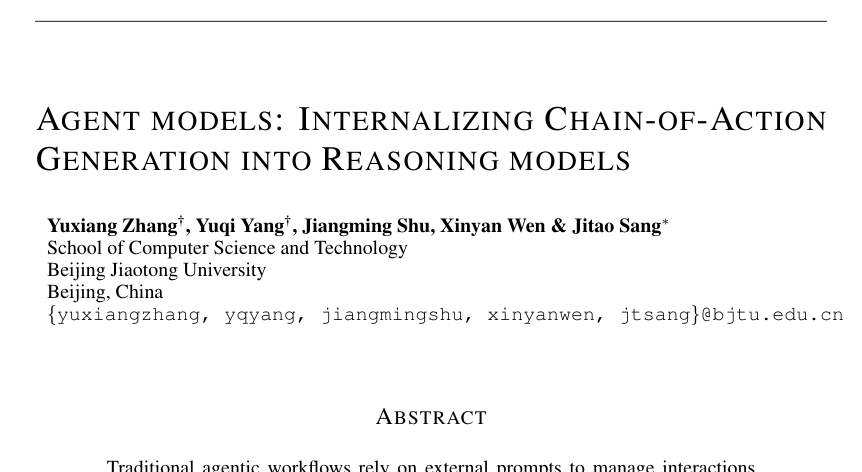 AGENT MODELS: INTERNALIZING CHAIN-OF-ACTION
GENERATION INTO REASONING MODELS
Yuxiang Zhang†, Yuqi Yang†, Jiangming Shu, Xinyan Wen & Jitao Sang*
School of Computer Science and Technology
Beijing Jiaotong University
Beijing, China
{yuxiangzhang, yqyang, jiangmingshu, xinyanwen, jtsang}@bjtu.edu.cn
ABSTRACT
Traditional agentic workflows rely on external prompts to manage interactions